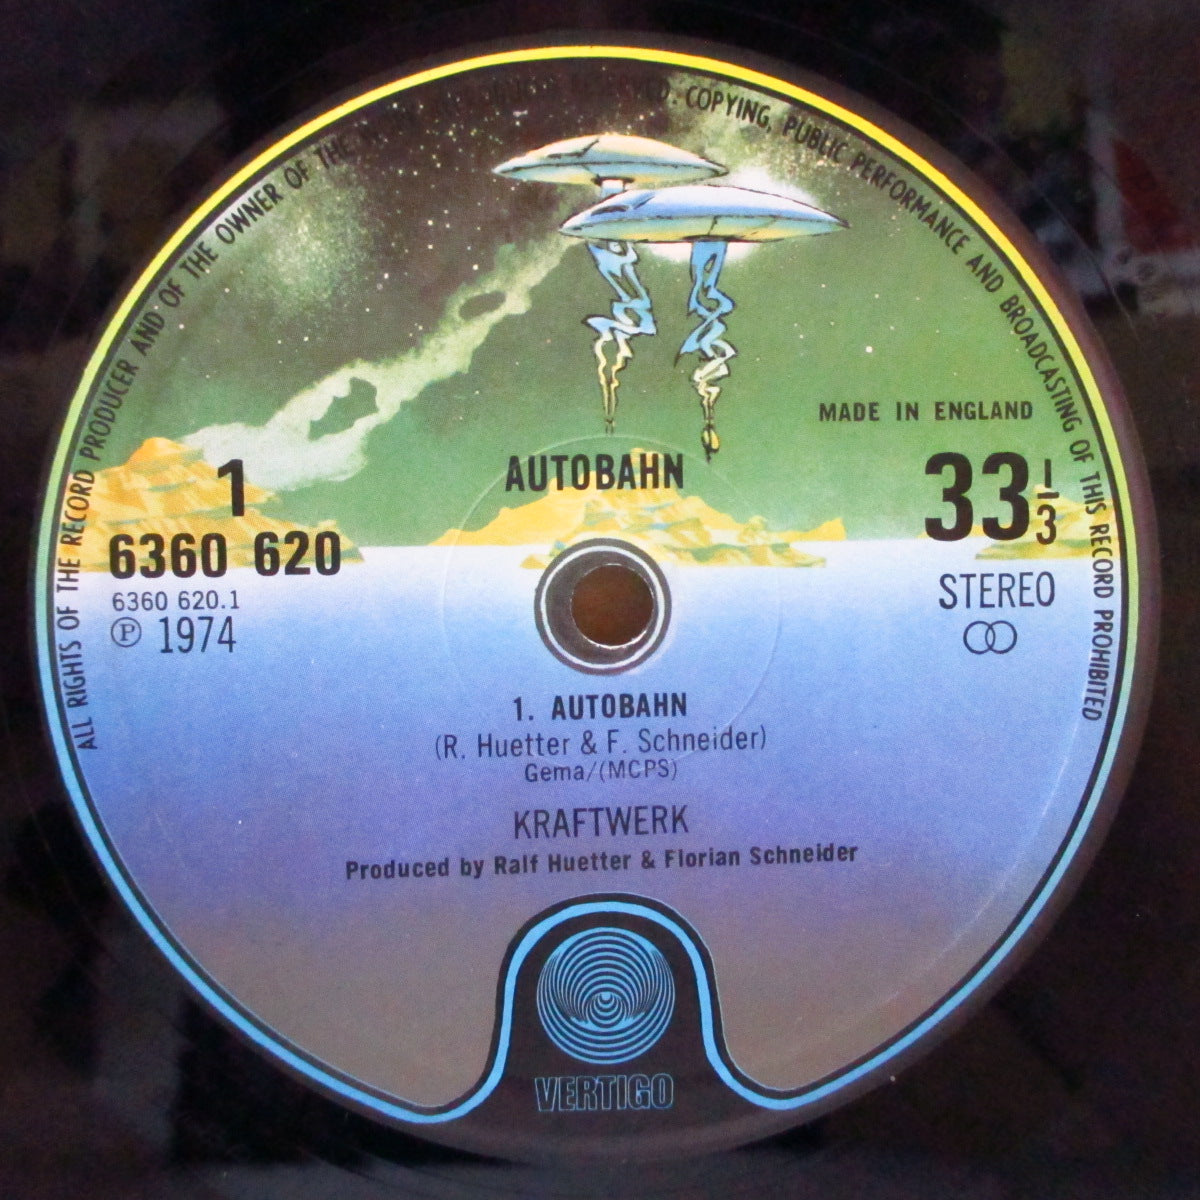 ALL RIGHTS OF THE RECORD PRODUCER AND OF THE OWNER OF THE RESERVED. COPYING, PUBLIC PERFORMANCE AND BROADCASTING OF THIS RECORD PROHIBITED
MADE IN ENGLAND
AUTOBAHN
1
33 1/3
6360 620
6360 620.1
STEREO
Ⓟ 1974
1. AUTOBAHN
(R. Huetter & F. Schneider)
Gema/(MCPS)
KRAFTWERK
Produced by Ralf Huetter & Florian Schneider
VERTIGO